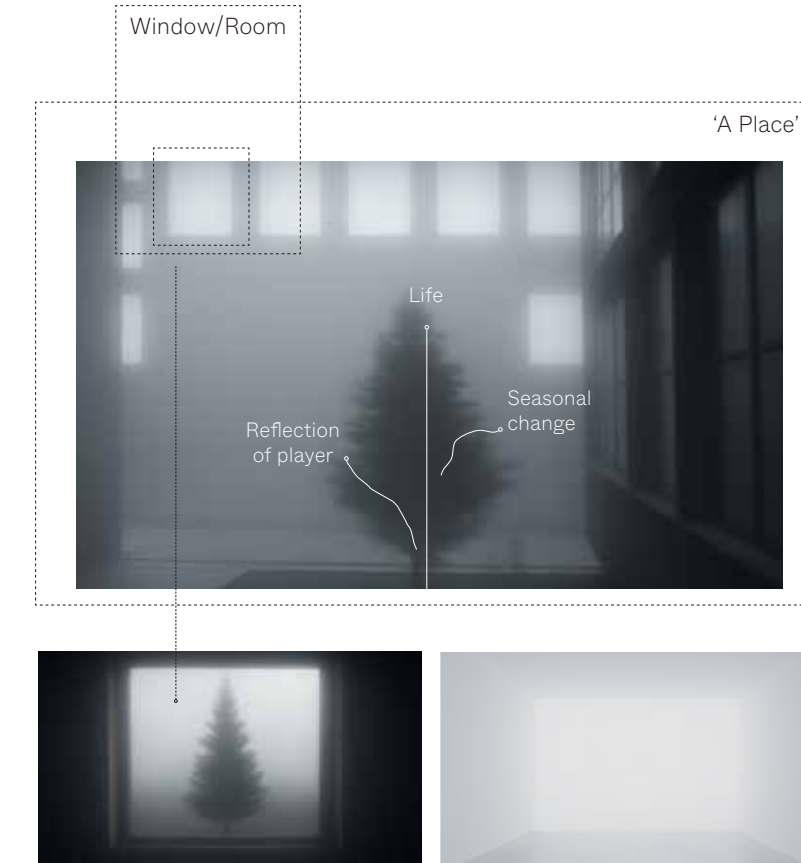 Window/Room
‘A Place’
Life
Seasonal
change
Reflection
of player